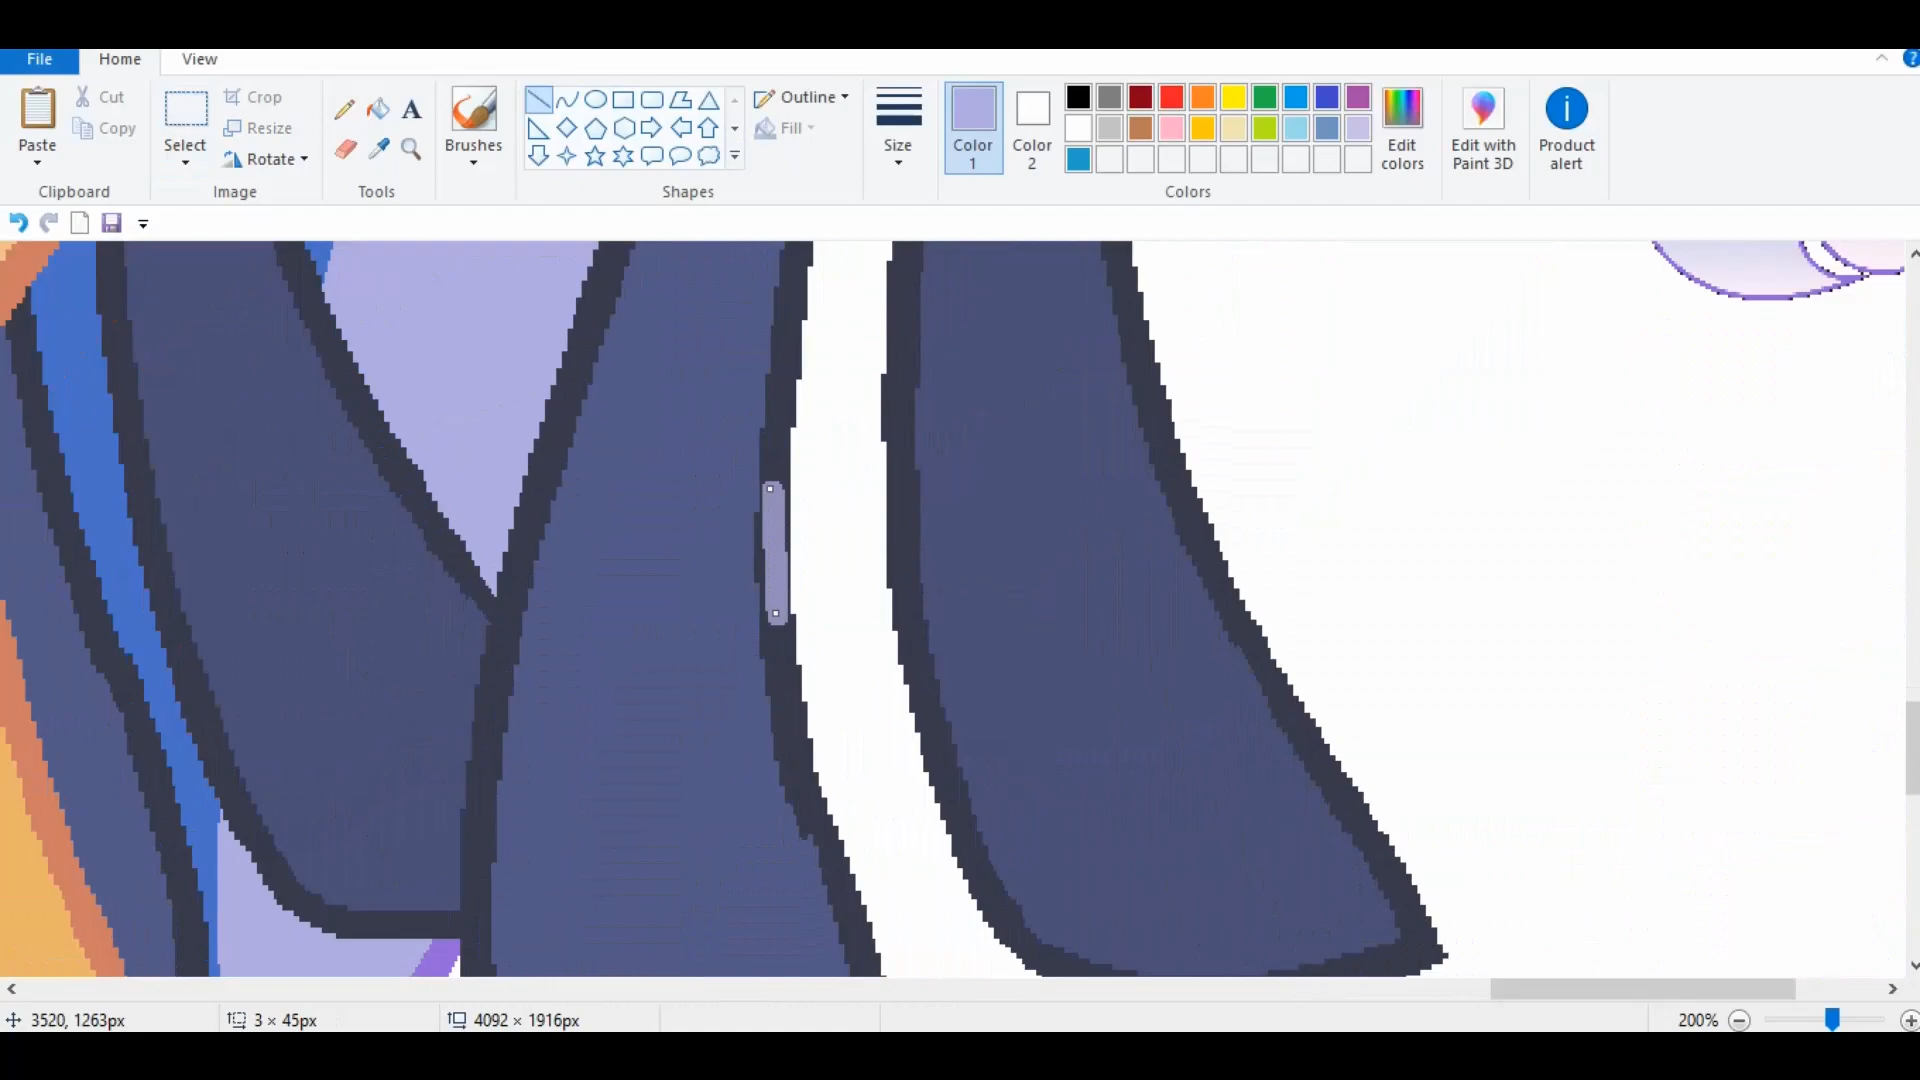 File Home View
?
Paste
Cut
Copy
Clipboard
Select
Crop
Resize
Rotate
Image
A
Tools
Brushes
Outline
Fill
Shapes
Size
Color
1
Color
2
Edit
colors
Colors
Edit with
Paint 3D
Product
alert
3520, 1263px
3 × 45px
4092 × 1916px
200%